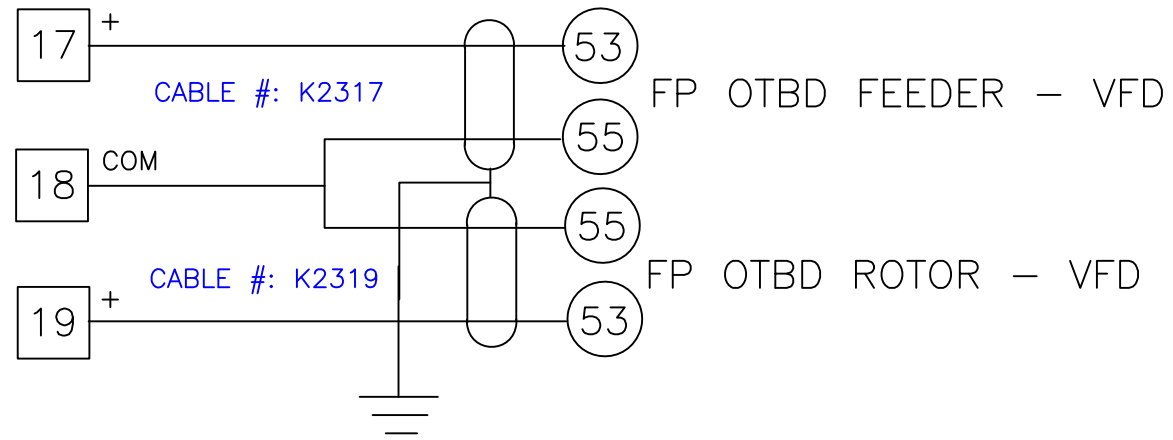 17 + 53
CABLE #: K2317
FP OTBD FEEDER - VFD
55
18 COM
55
CABLE #: K2319
FP OTBD ROTOR - VFD
19 + 53